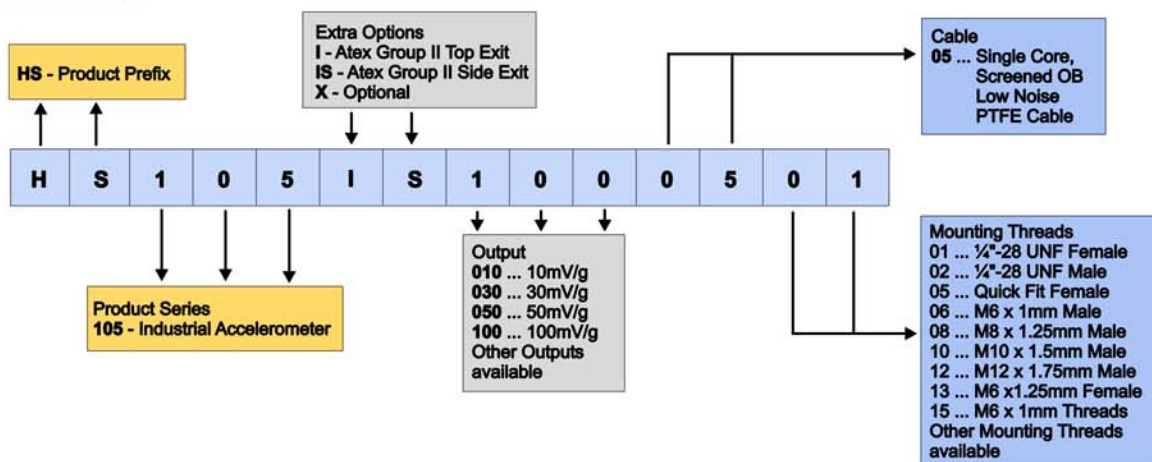 Extra Options
I - Atex Group II Top Exit
IS - Atex Group II Side Exit
X - Optional
Cable
05 ... Single Core,
Screened OB
Low Noise
PTFE Cable
HS - Product Prefix
H S 1 0 5 I S 1 0 0 0 5 0 1
Product Series
105 - Industrial Accelerometer
Output
010 ... 10mV/g
030 ... 30mV/g
050 ... 50mV/g
100 ... 100mV/g
Other Outputs
available
Mounting Threads
01 ... ¼"-28 UNF Female
02 ... ¼"-28 UNF Male
05 ... Quick Fit Female
06 ... M6 x 1mm Male
08 ... M8 x 1.25mm Male
10 ... M10 x 1.5mm Male
12 ... M12 x 1.75mm Male
13 ... M6 x1.25mm Female
15 ... M6 x 1mm Threads
Other Mounting Threads
available